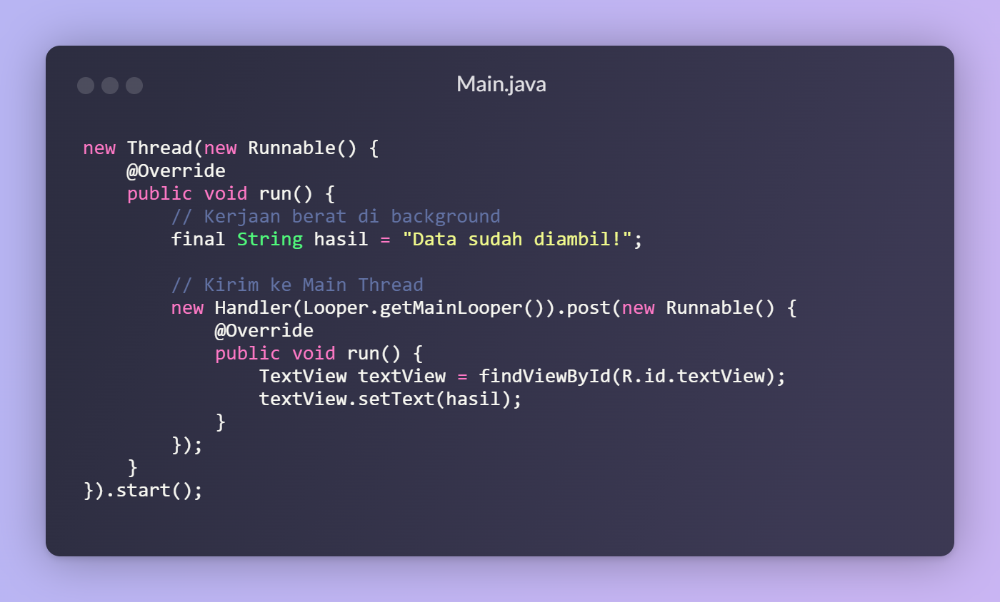 Main.java
new Thread(new Runnable() {
    @Override
    public void run() {
        // Kerjaan berat di background
        final String hasil = "Data sudah diambil!";

        // Kirim ke Main Thread
        new Handler(Looper.getMainLooper()).post(new Runnable() {
            @Override
            public void run() {
                TextView textView = findViewById(R.id.textView);
                textView.setText(hasil);
            }
        });
    }
}).start();